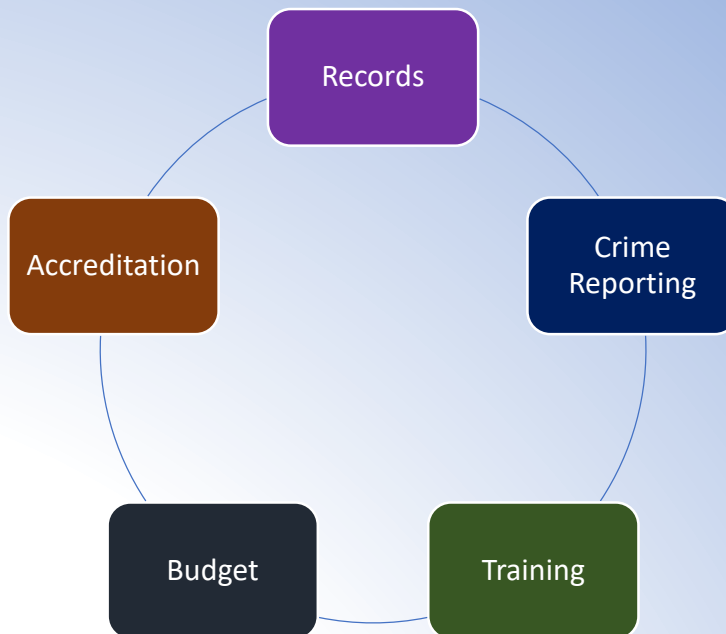 Records
Crime
Reporting
Accreditation
Training
Budget